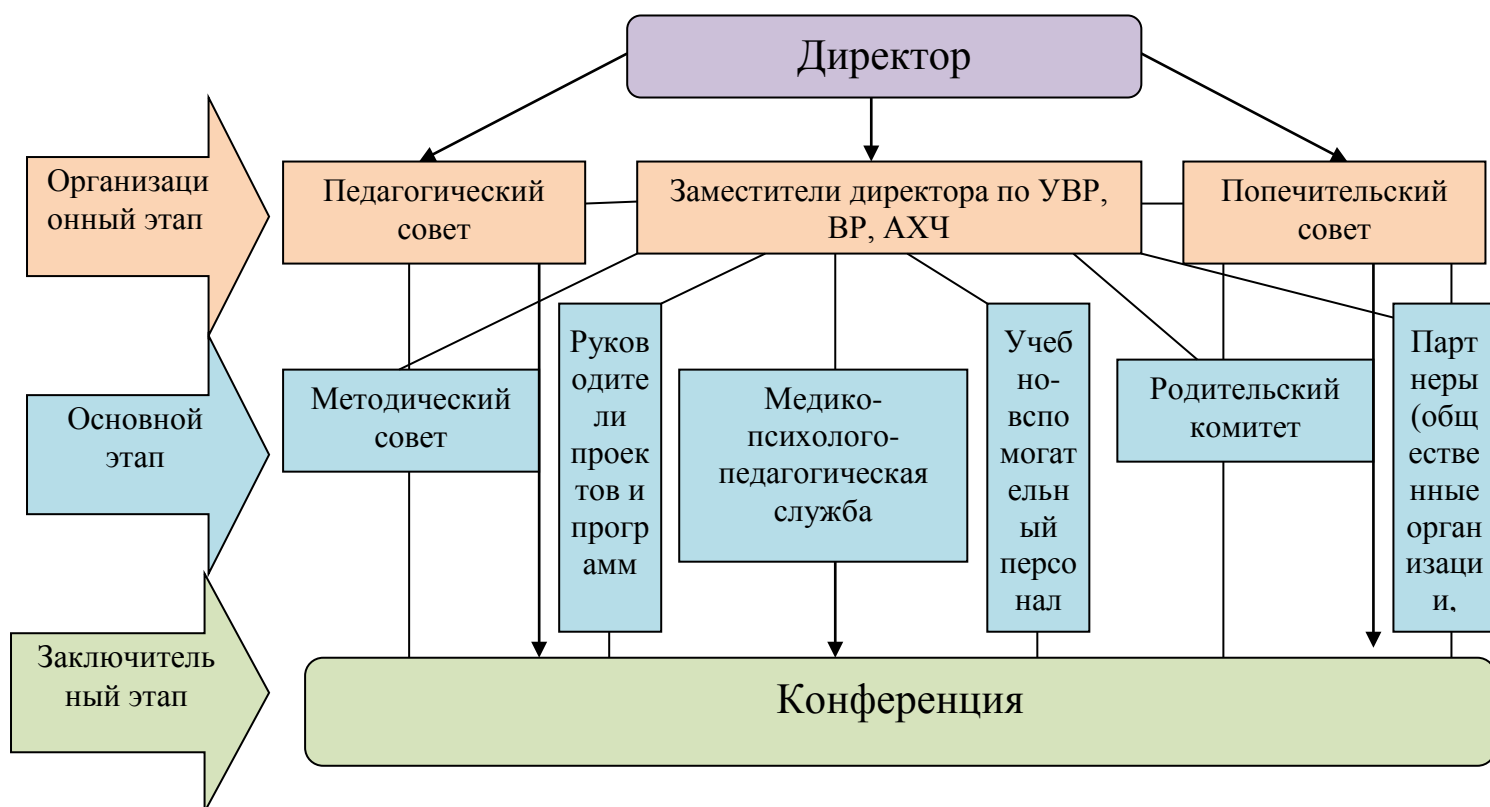 Директор
Организаци
онный этап
Педагогический
совет
Заместители директора по УВР,
ВР, АХЧ
Попечительский
совет
Основной
этап
Методический
совет
Руков
одите
ли
проек
тов и
прогр
амм
Медико-
психолого-
педагогическая
служба
Учеб
но-
вспо
могат
ельн
ый
персо
нал
Родительский
комитет
Парт
неры
(общ
естве
нные
орган
изаци
и,
Заключитель
ный этап
Конференция